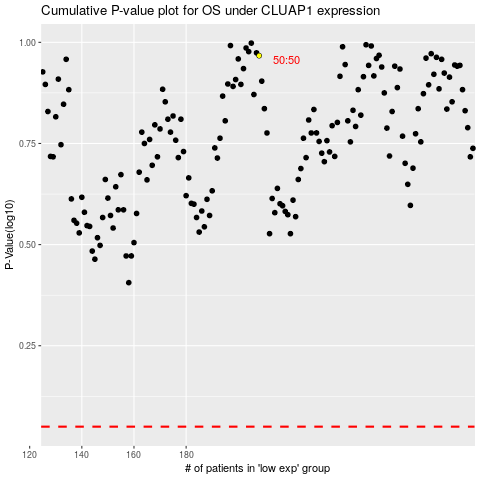 Cumulative P-value plot for OS under CLUAP1 expression
P-Value(log10)
1.00
0.75
0.50
0.25
50:50
120 140 160 180
# of patients in 'low exp' group